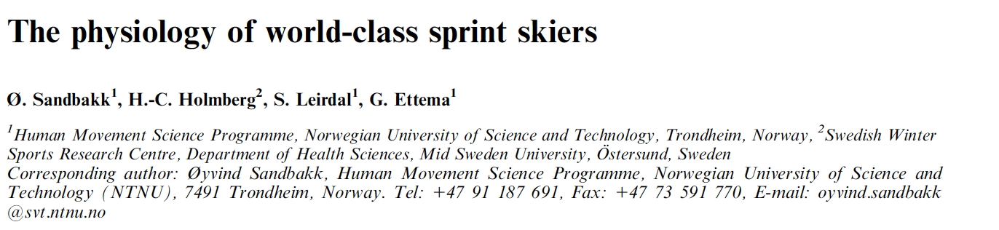 The physiology of world-class sprint skiers
Ø. Sandbakk1, H.-C. Holmberg2, S. Leirdal1, G. Ettema1
1Human Movement Science Programme, Norwegian University of Science and Technology, Trondheim, Norway, 2Swedish Winter
Sports Research Centre, Department of Health Sciences, Mid Sweden University, Östersund, Sweden
Corresponding author: Øyvind Sandbakk, Human Movement Science Programme, Norwegian University of Science and
Technology (NTNU), 7491 Trondheim, Norway. Tel: +47 91 187 691, Fax: +47 73 591 770, E-mail: oyvind.sandbakk
@svt.ntnu.no